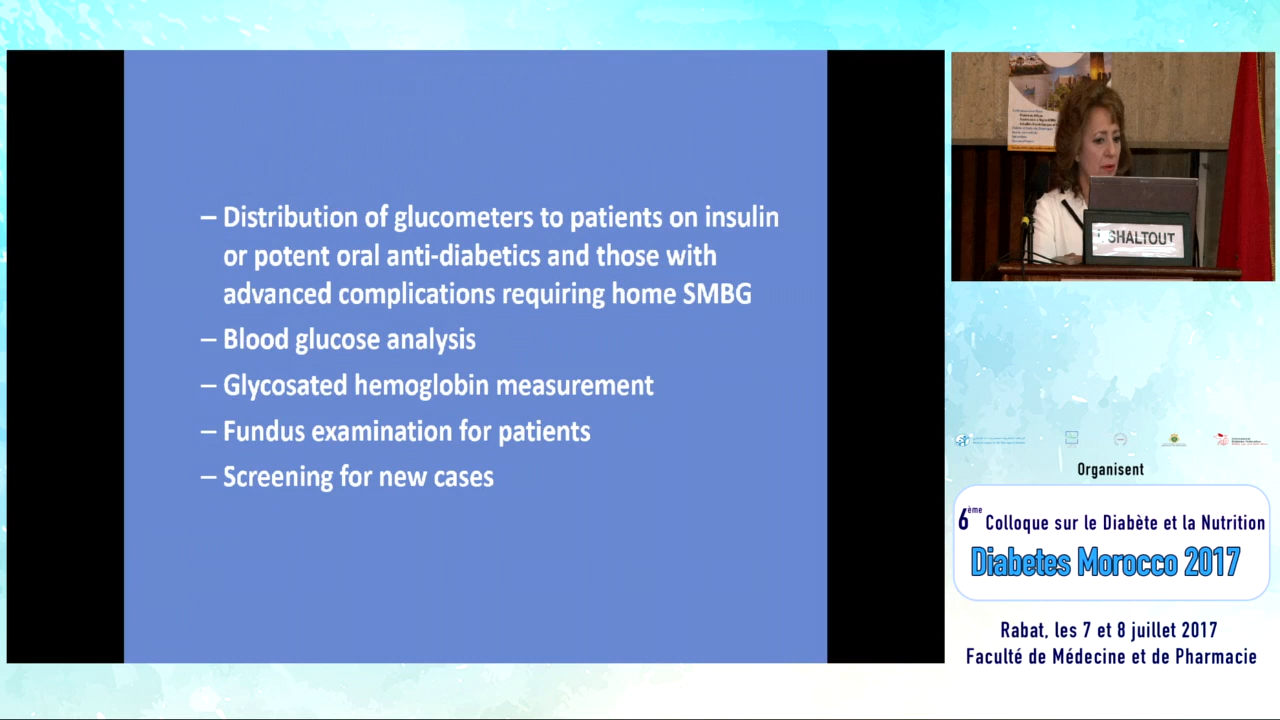 – Distribution of glucometers to patients on insulin
or potent oral anti-diabetics and those with
advanced complications requiring home SMBG
– Blood glucose analysis
– Glycosated hemoglobin measurement
– Fundus examination for patients
– Screening for new cases
SHALTOUT
Organisent
6ème Colloque sur le Diabète et la Nutrition
Diabetes Morocco 2017
Rabat, les 7 et 8 juillet 2017
Faculté de Médecine et de Pharmacie